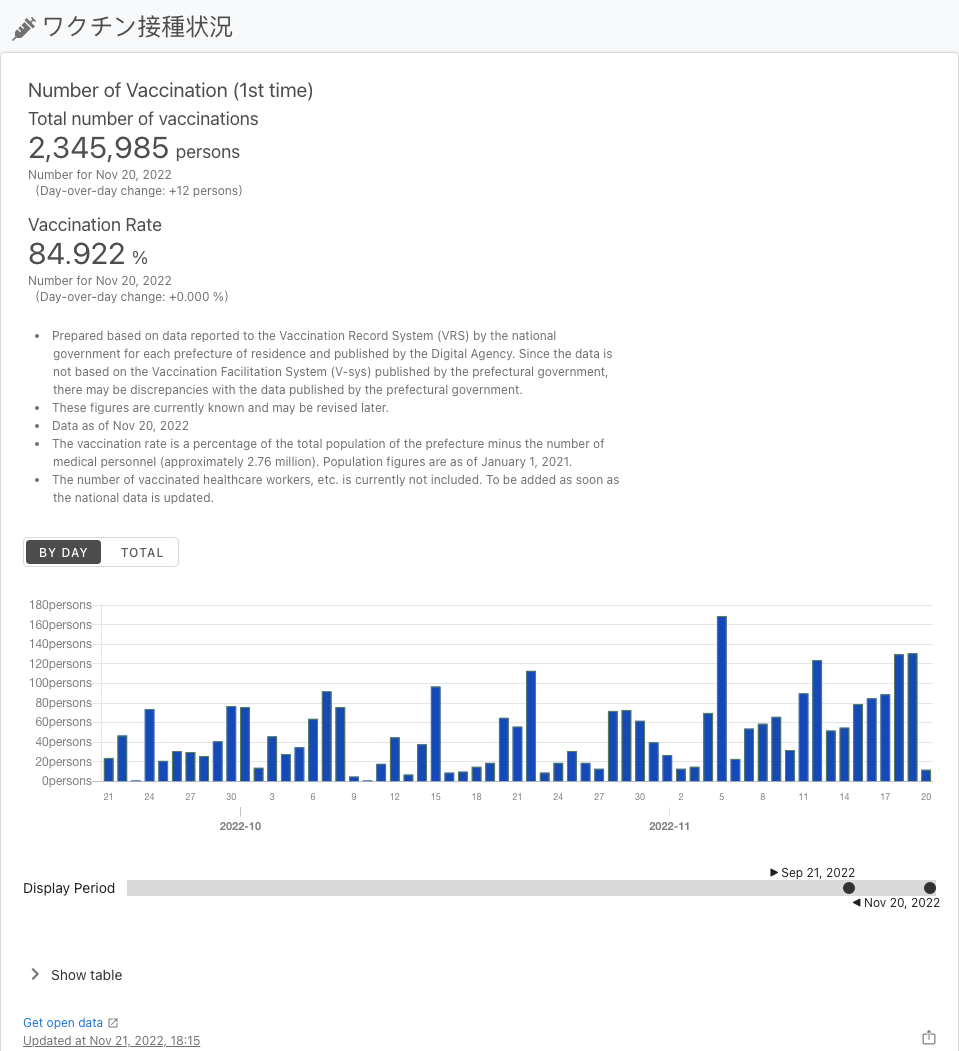 ワクチン接種状況
Number of Vaccination (1st time)
Total number of vaccinations
2,345,985 persons
Number for Nov 20, 2022
(Day-over-day change: +12 persons)
Vaccination Rate
84.922 %
Number for Nov 20, 2022
(Day-over-day change: +0.000 %)
• Prepared based on data reported to the Vaccination Record System (VRS) by the national
government for each prefecture of residence and published by the Digital Agency. Since the data is
not based on the Vaccination Facilitation System (V-sys) published by the prefectural government,
there may be discrepancies with the data published by the prefectural government.
• These figures are currently known and may be revised later.
• Data as of Nov 20, 2022
• The vaccination rate is a percentage of the total population of the prefecture minus the number of
medical personnel (approximately 2.76 million). Population figures are as of January 1, 2021.
• The number of vaccinated healthcare workers, etc. is currently not included. To be added as soon as
the national data is updated.
BY DAY TOTAL
180persons
160persons
140persons
120persons
100persons
80persons
60persons
40persons
20persons
0persons
21 24 27 30 3 6 9 12 15 18 21 24 27 30 2 5 8 11 14 17 20
2022-10 2022-11
▶ Sep 21, 2022
Display Period
◀ Nov 20, 2022
Show table
Get open data
Updated at Nov 21, 2022, 18:15